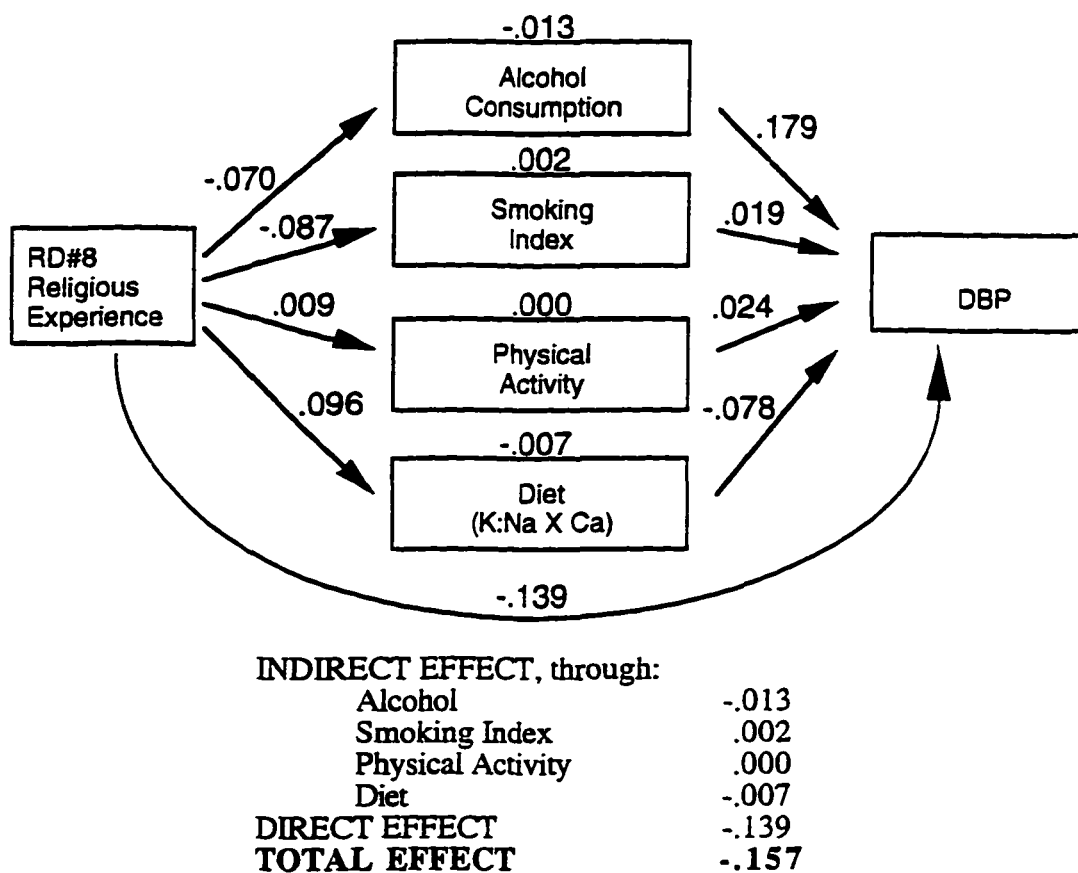 -.013
Alcohol
Consumption
.179
-.070
.002
Smoking
Index
-.087
.019
RD#8
Religious
Experience
DBP
.009
.000
.024
Physical
Activity
.096
-.078
-.007
Diet
(K:Na X Ca)
-.139
INDIRECT EFFECT, through:
Alcohol -.013
Smoking Index .002
Physical Activity .000
Diet -.007
DIRECT EFFECT -.139
TOTAL EFFECT -.157